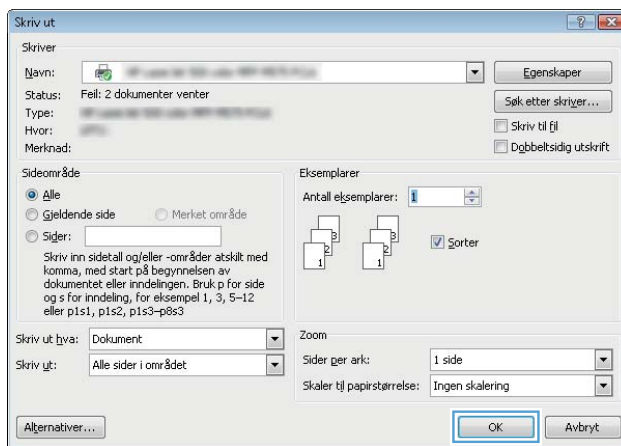 Skriv ut
Skriver
Navn:
Egenskaper
Status: Feil: 2 dokumenter venter
Søk etter skriver...
Type:
Hvor:
Skriv til fil
Merknad:
Dobbeltsidig utskrift
Sideområde
Alle
Gjeldende side Merket område
Sider:
Skriv inn sidetall og/eller -områder atskilt med
komma, med start på begynnelsen av
dokumentet eller inndelingen. Bruk p for side
og s for inndeling, for eksempel 1, 3, 5–12
eller p1s1, p1s2, p1s3–p8s3
Eksemplarer
Antall eksemplarer: 1
3 3
2 2
1 1
Sorter
Skriv ut hva: Dokument
Skriv ut: Alle sider i området
Zoom
Sider per ark: 1 side
Skaler til papirstørrelse: Ingen skalering
Alternativer... OK Avbryt